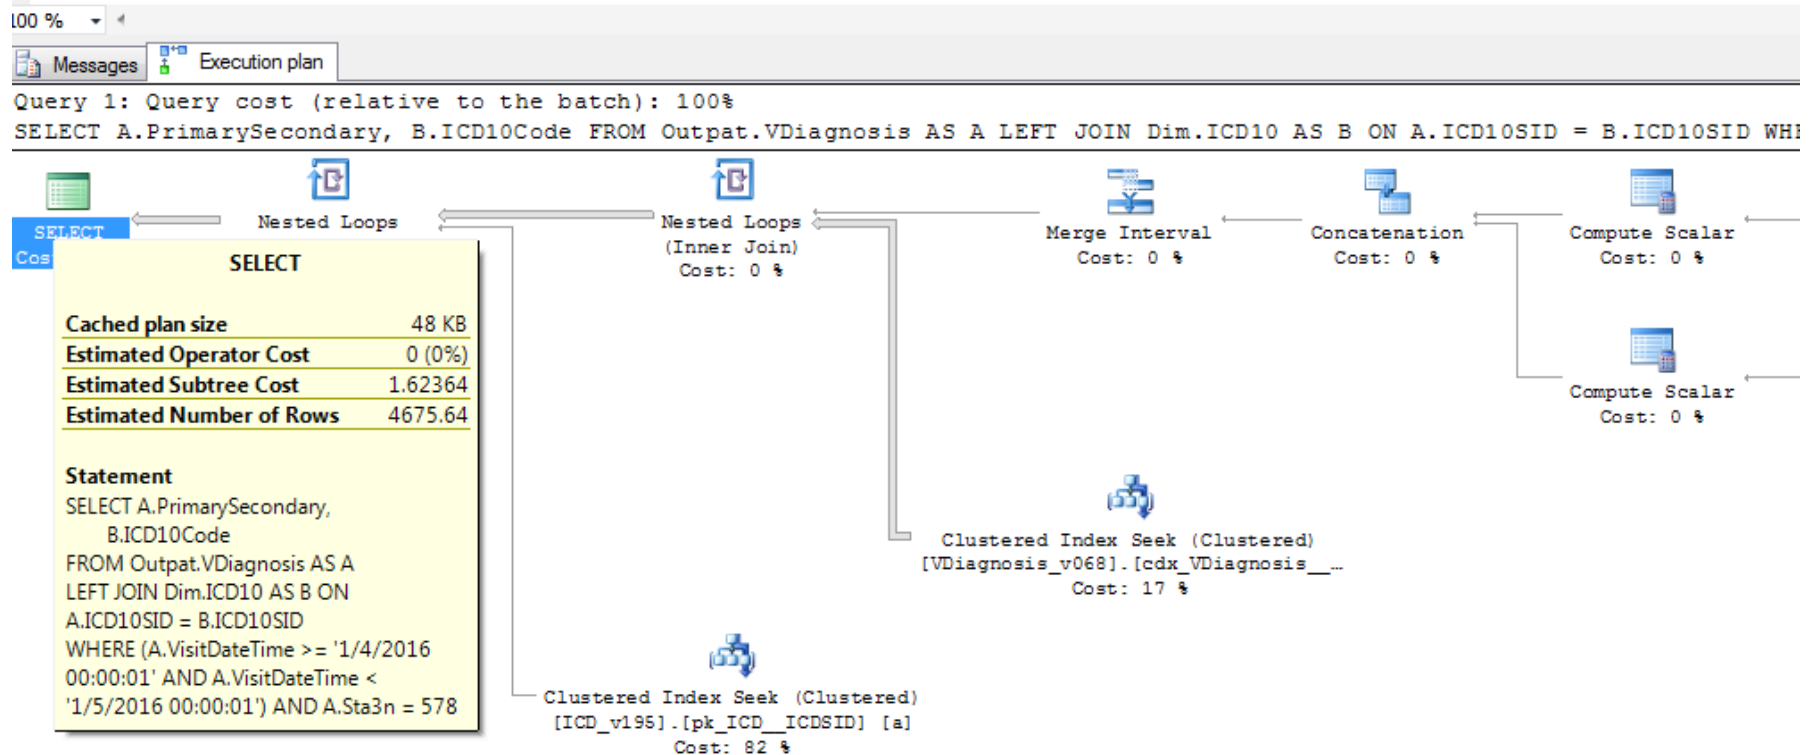 100 %
Messages
Execution plan
Query 1: Query cost (relative to the batch): 100%
SELECT A.PrimarySecondary, B.ICD10Code FROM Outpat.VDiagnosis AS A LEFT JOIN Dim.ICD10 AS B ON A.ICD10SID = B.ICD10SID WHE
SELECT
Cos
Nested Loops
Nested Loops
(Inner Join)
Cost: 0 %
Merge Interval
Cost: 0 %
Concatenation
Cost: 0 %
Compute Scalar
Cost: 0 %
Compute Scalar
Cost: 0 %
Clustered Index Seek (Clustered)
[VDiagnosis_v068].[cdx_VDiagnosis__…
Cost: 17 %
Clustered Index Seek (Clustered)
[ICD_v195].[pk_ICD__ICDSID] [a]
Cost: 82 %
SELECT
Cached plan size 48 KB
Estimated Operator Cost 0 (0%)
Estimated Subtree Cost 1.62364
Estimated Number of Rows 4675.64
Statement
SELECT A.PrimarySecondary,
B.ICD10Code
FROM Outpat.VDiagnosis AS A
LEFT JOIN Dim.ICD10 AS B ON
A.ICD10SID = B.ICD10SID
WHERE (A.VisitDateTime >= '1/4/2016
00:00:01' AND A.VisitDateTime <
'1/5/2016 00:00:01') AND A.Sta3n = 578